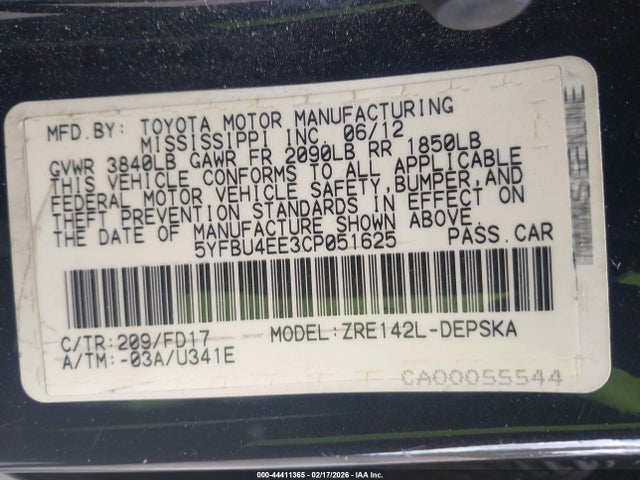 MFD.BY: TOYOTA MOTOR MANUFACTURING
MISSISSIPPI INC. 06/12
GVWR 3840LB GAWR FR 2090LB RR 1850LB
THIS VEHICLE CONFORMS TO ALL APPLICABLE
FEDERAL MOTOR VEHICLE SAFETY,BUMPER,AND
THEFT PREVENTION STANDARDS IN EFFECT ON
THE DATE OF MANUFACTURE SHOWN ABOVE.
5YFBU4EE3CP051625 PASS.CAR
C/TR:209/FD17 MODEL:ZRE142L-DEPSKA
A/TM:-03A/U341E
CA00055544
000-44411365 - 02/17/2026 - IAA Inc.